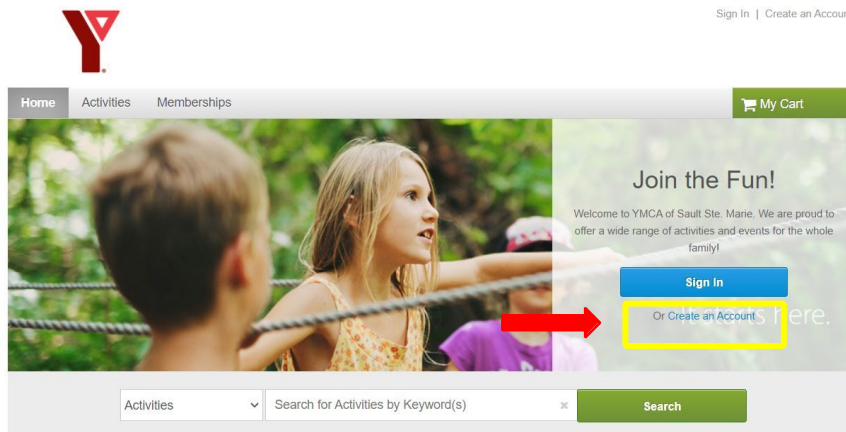 Sign In | Create an Accoun
Y
Home Activities Memberships My Cart
Join the Fun!
Welcome to YMCA of Sault Ste. Marie. We are proud to
offer a wide range of activities and events for the whole
family!
Sign In
Or Create an Account
It starts here.
Activities Search for Activities by Keyword(s) × Search